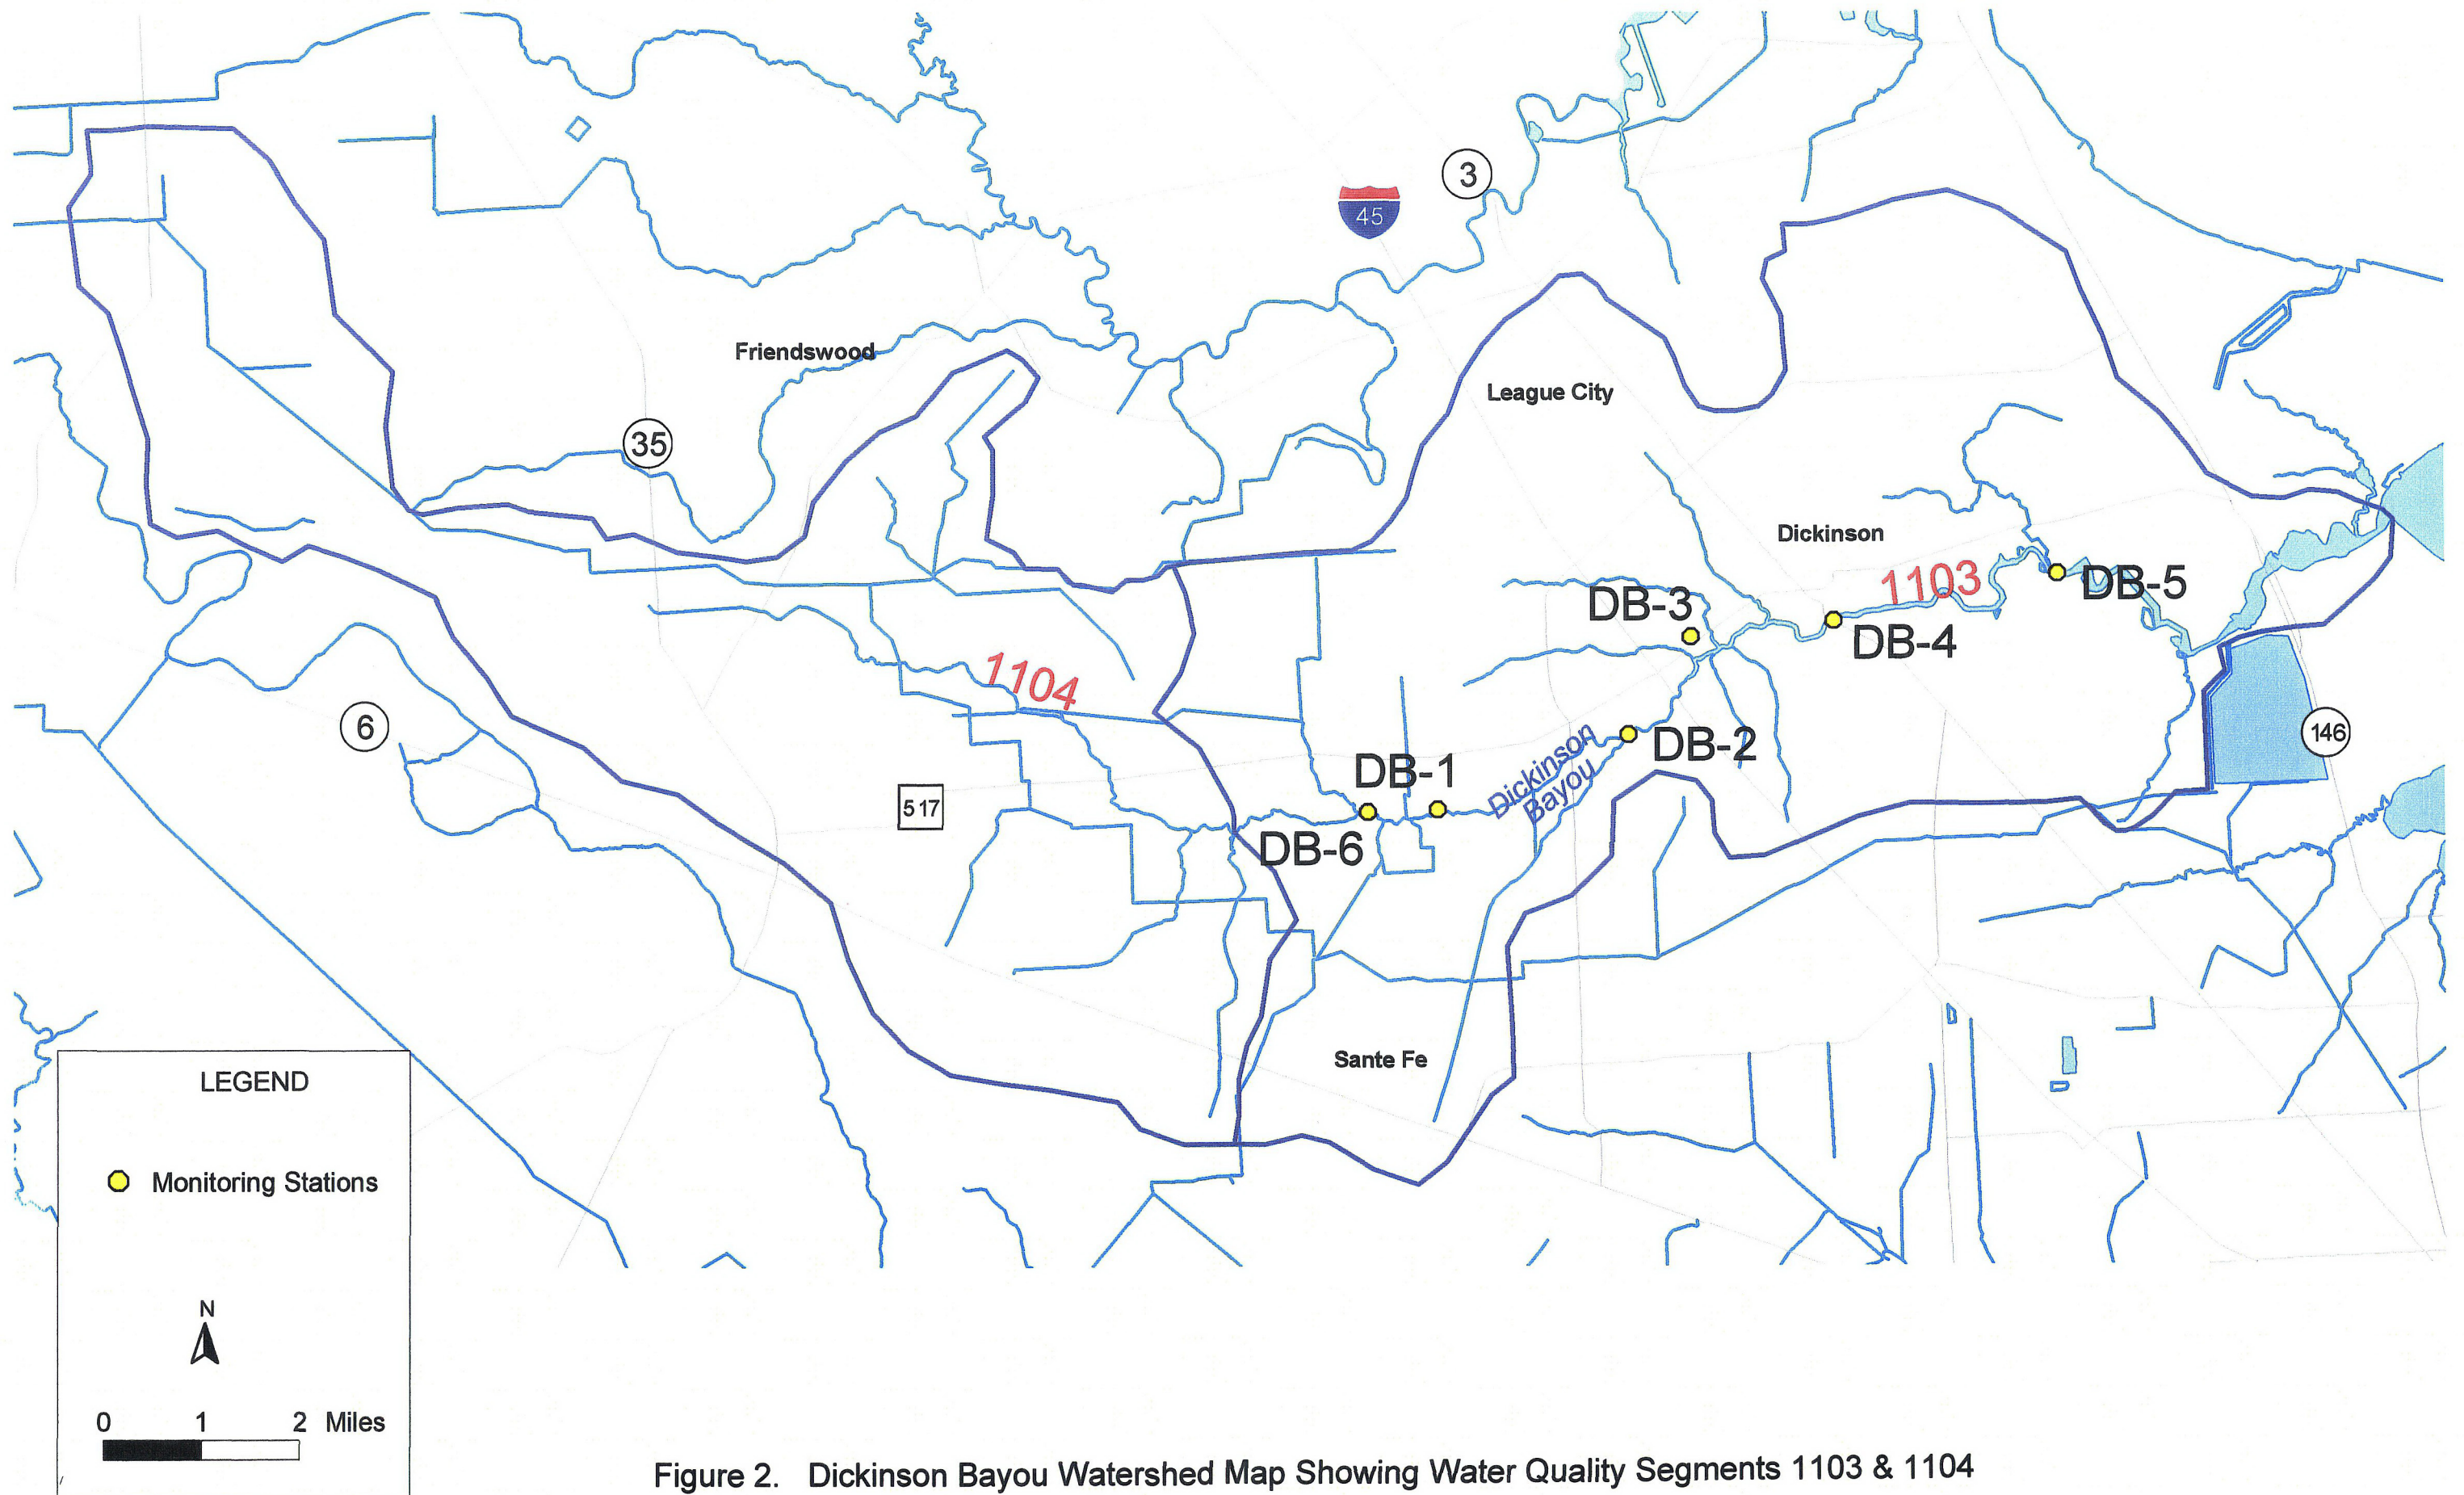 3
45
Friendswood
League City
35
Dickinson
1103
DB-5
DB-3
DB-4
1104
6
146
DB-2
Dickinson
Bayou
DB-1
517
DB-6
Sante Fe
LEGEND
Monitoring Stations
N
0 1 2 Miles
Figure 2. Dickinson Bayou Watershed Map Showing Water Quality Segments 1103 & 1104